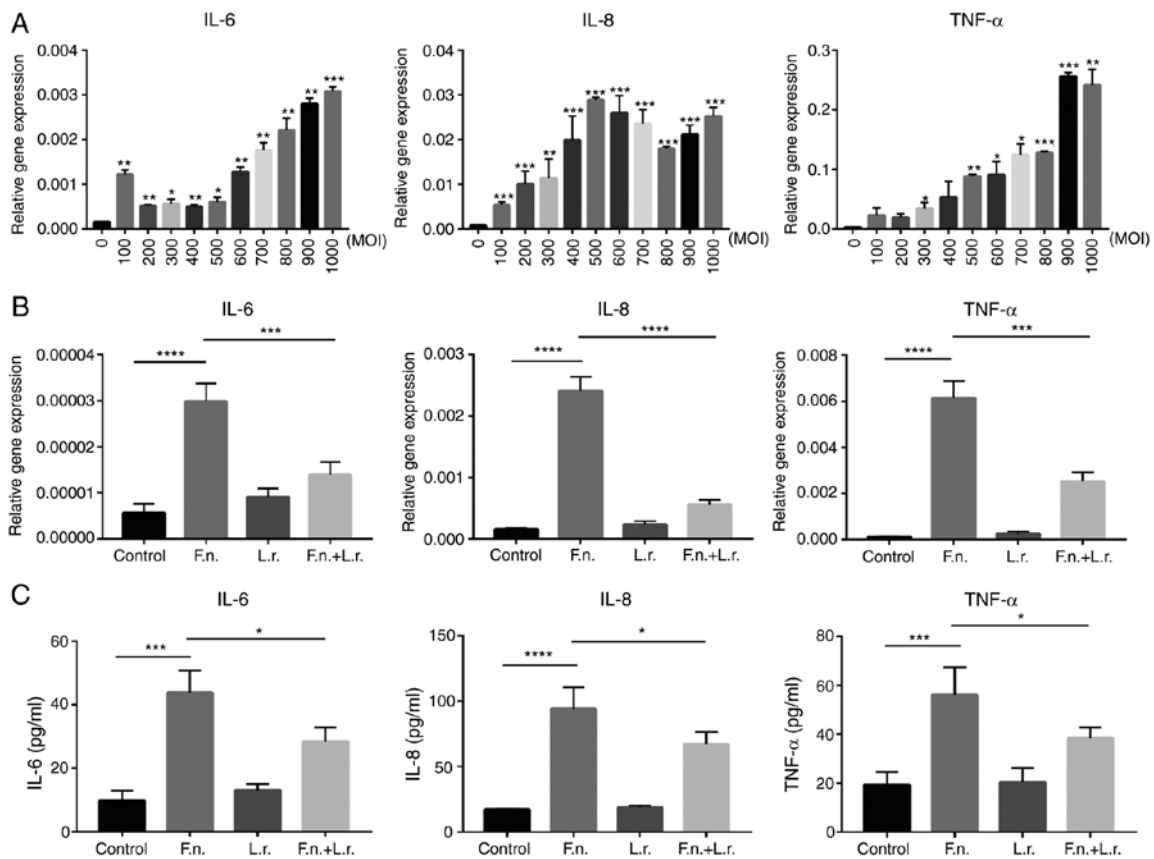 A
IL-6
IL-8
TNF-α
Relative gene expression
0.004
0.003
0.002
0.001
0.000
** ** * ** * ** ** ** ** ***
0 100 200 300 400 500 600 700 800 900 1000 (MOI)
Relative gene expression
0.04
0.03
0.02
0.01
0.00
*** *** ** *** *** *** *** *** *** ***
0 100 200 300 400 500 600 700 800 900 1000 (MOI)
Relative gene expression
0.3
0.2
0.1
0.0
* ** * * *** *** **
0 100 200 300 400 500 600 700 800 900 1000 (MOI)
B
IL-6
IL-8
TNF-α
Relative gene expression
0.00004
0.00003
0.00002
0.00001
0.00000
**** ***
Control F.n. L.r. F.n.+L.r.
Relative gene expression
0.003
0.002
0.001
0.000
**** ****
Control F.n. L.r. F.n.+L.r.
Relative gene expression
0.008
0.006
0.004
0.002
0.000
**** ***
Control F.n. L.r. F.n.+L.r.
C
IL-6
IL-8
TNF-α
IL-6 (pg/ml)
60
40
20
0
*** *
Control F.n. L.r. F.n.+L.r.
IL-8 (pg/ml)
150
100
50
0
**** *
Control F.n. L.r. F.n.+L.r.
TNF-α (pg/ml)
80
60
40
20
0
*** *
Control F.n. L.r. F.n.+L.r.